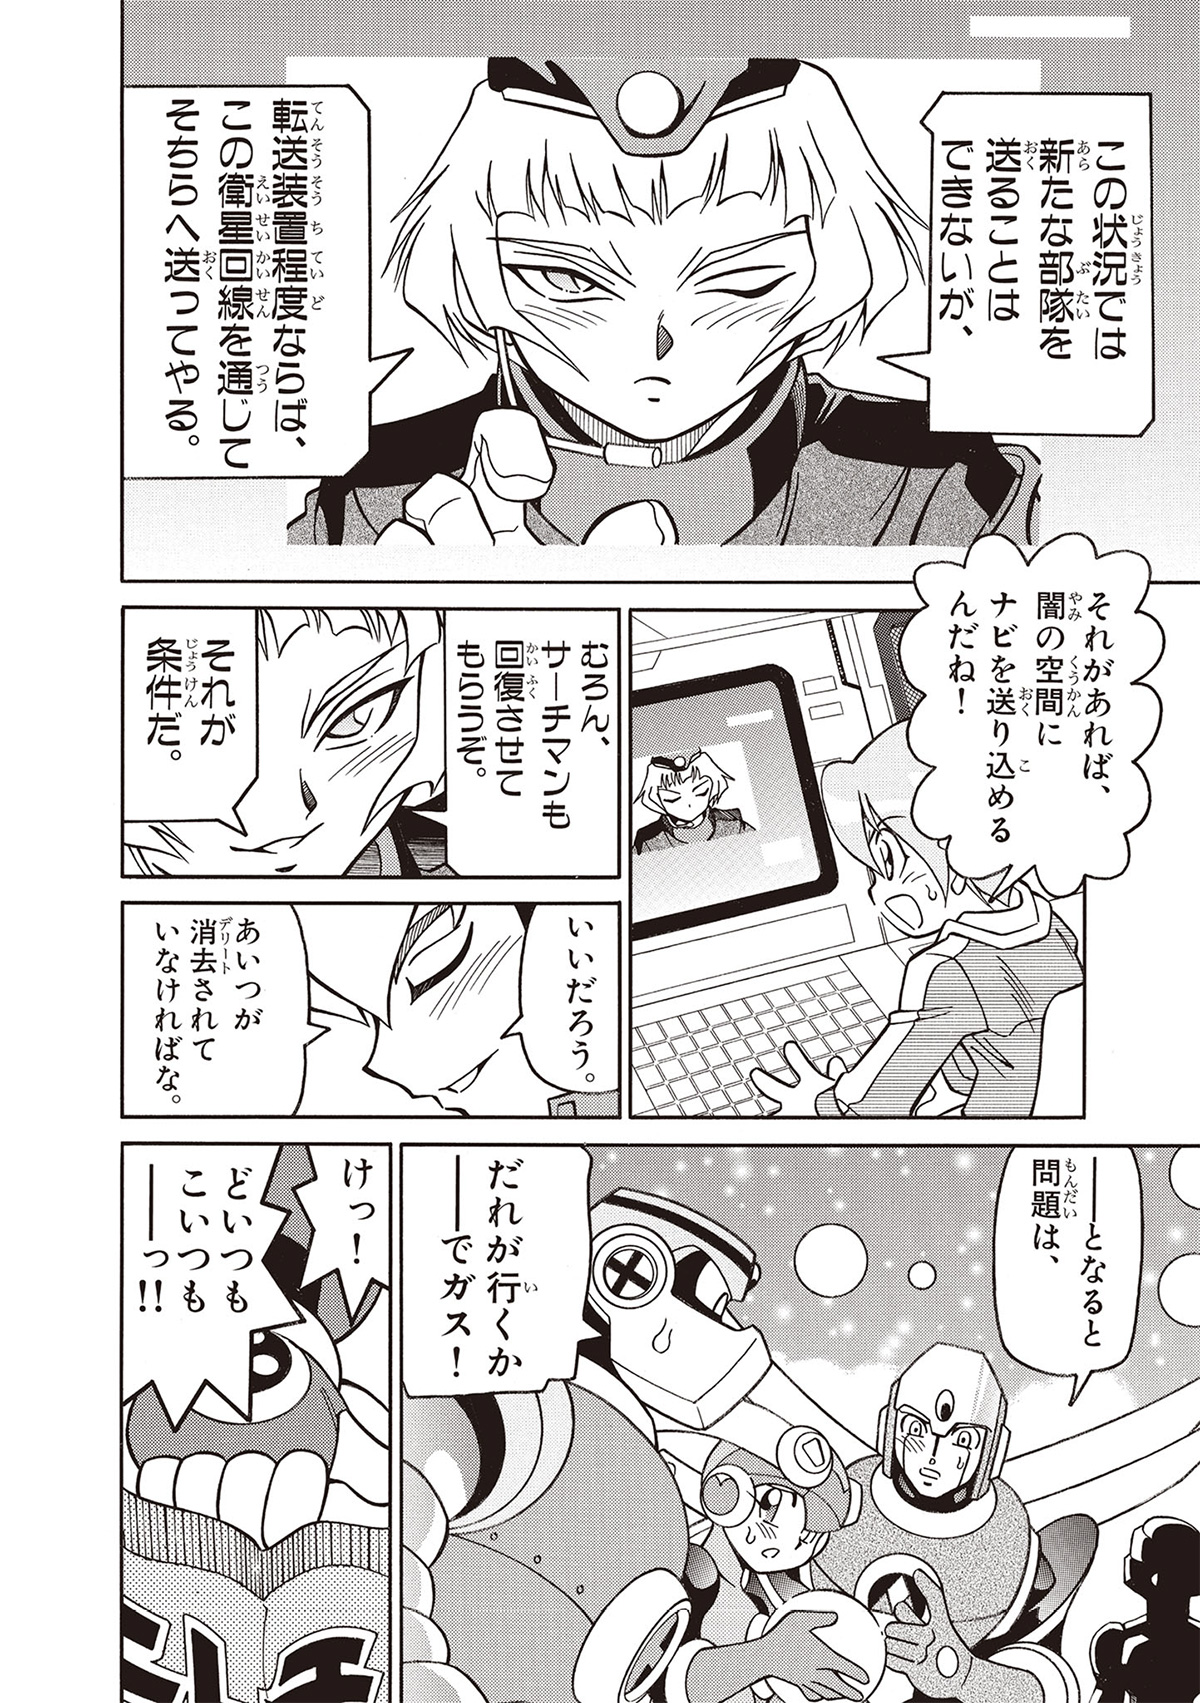 この状況では
新たな部隊を
送ることは
できないが、
転送装置程度ならば、
この衛星回線を通じて
そちらへ送ってやる。
それがあれば、
闇の空間に
ナビを送り込める
んだね！
むろん、
サーチマンも
回復させて
もらうぞ。
それが
条件だ。
いいだろう。
あいつが
消去されて
いなければな。
――となると
問題は、
だれが行くか
――でガス！
けっ！
どいつも
こいつも
――っ!!